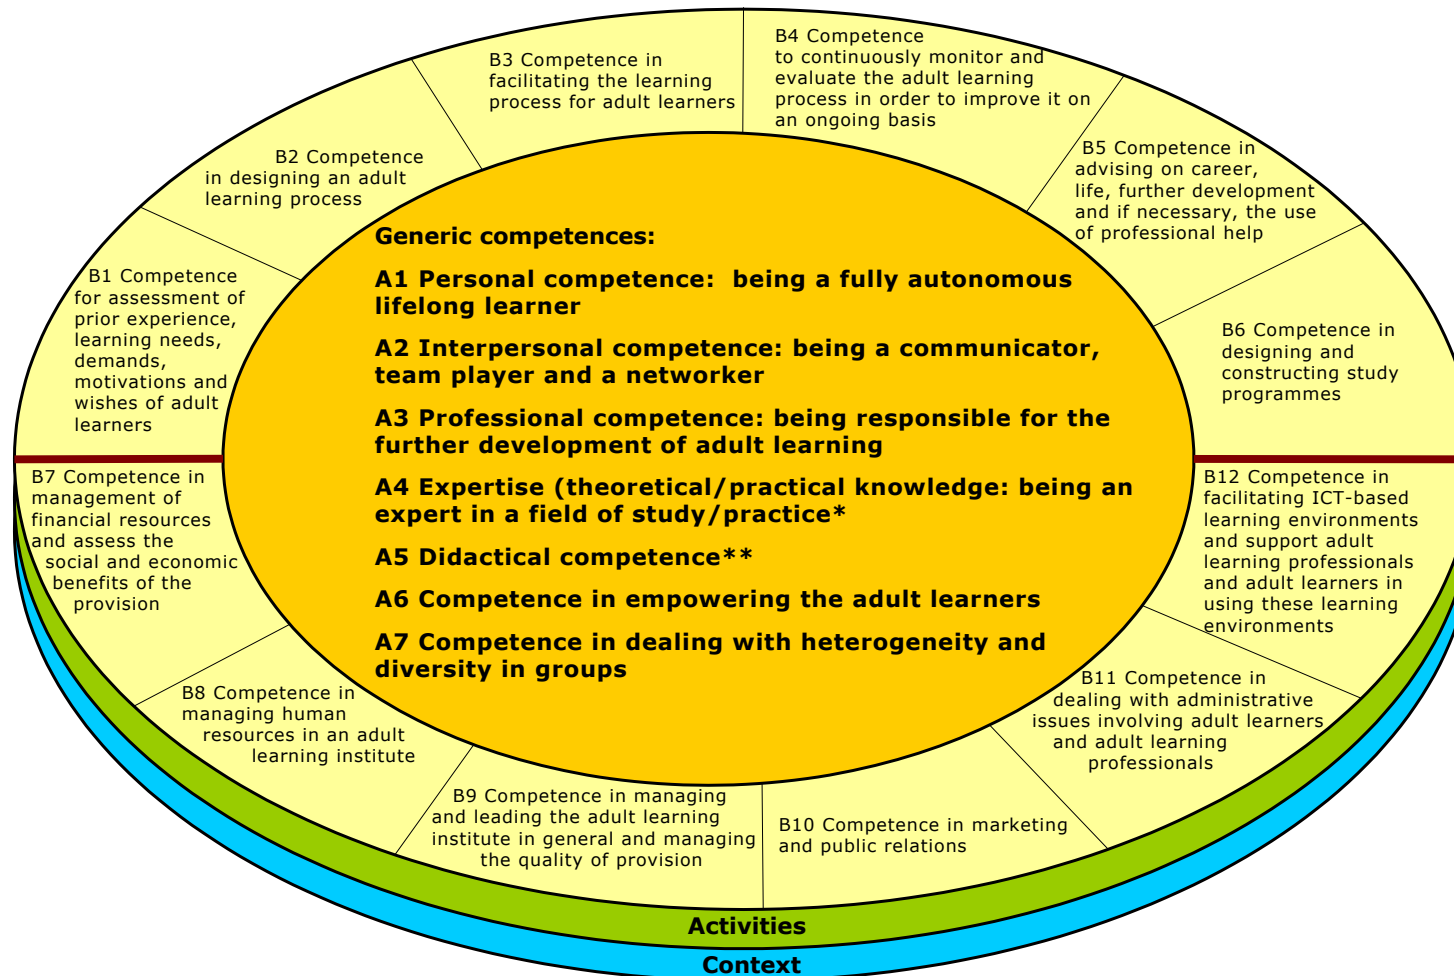 B3 Competence in
facilitating the learning
process for adult learners
B4 Competence
to continuously monitor and
evaluate the adult learning
process in order to improve it on
an ongoing basis
B2 Competence
in designing an adult
learning process
B5 Competence in
advising on career,
life, further development
and if necessary, the use
of professional help
B1 Competence
for assessment of
prior experience,
learning needs,
demands,
motivations and
wishes of adult
learners
B6 Competence in
designing and
constructing study
programmes
Generic competences:
A1 Personal competence:  being a fully autonomous
lifelong learner
A2 Interpersonal competence: being a communicator,
team player and a networker
A3 Professional competence: being responsible for the
further development of adult learning
A4 Expertise (theoretical/practical knowledge: being an
expert in a field of study/practice*
A5 Didactical competence**
A6 Competence in empowering the adult learners
A7 Competence in dealing with heterogeneity and
diversity in groups
B7 Competence in
management of
financial resources
and assess the
social and economic
benefits of the
provision
B12 Competence in
facilitating ICT-based
learning environments
and support adult
learning professionals
and adult learners in
using these learning
environments
B8 Competence in
managing human
resources in an adult
learning institute
B11 Competence in
dealing with administrative
issues involving adult learners
and adult learning
professionals
B9 Competence in managing
and leading the adult learning
institute in general and managing
the quality of provision
B10 Competence in marketing
and public relations
Activities
Context